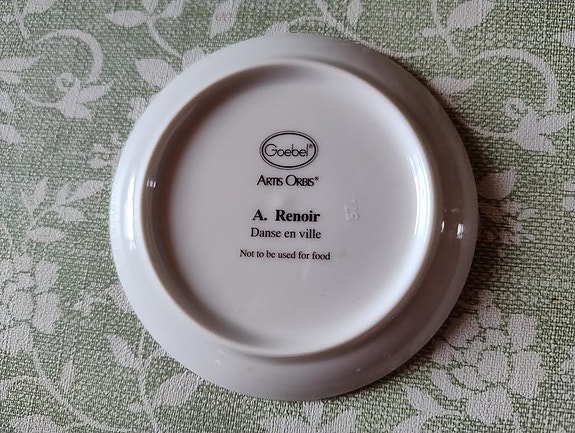 Goebel®
ARTIS ORBIS®
A. Renoir
Danse en ville
Not to be used for food